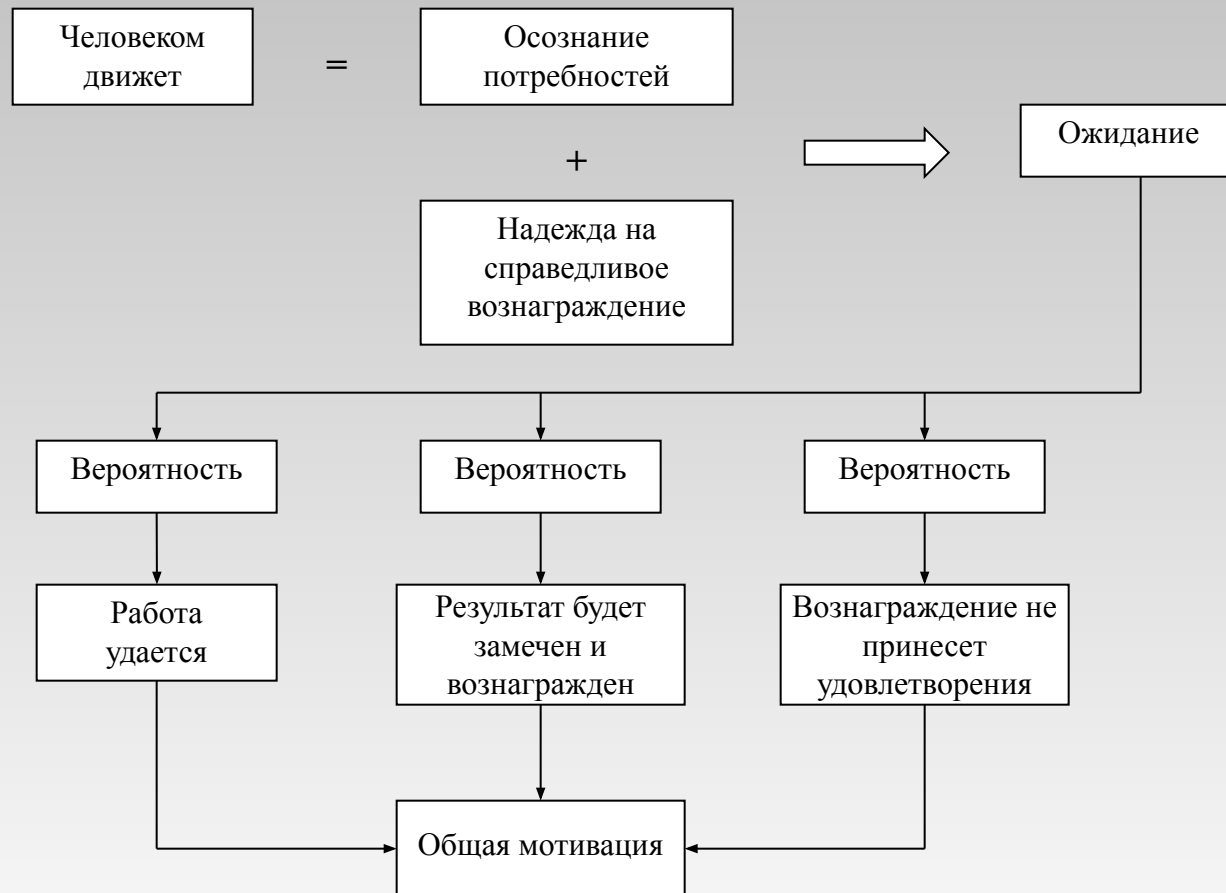 Человеком
движет
=
Осознание
потребностей
+
Надежда на
справедливое
вознаграждение
Ожидание
Вероятность
Вероятность
Вероятность
Работа
удается
Результат будет
замечен и
вознагражден
Вознаграждение не
принесет
удовлетворения
Общая мотивация